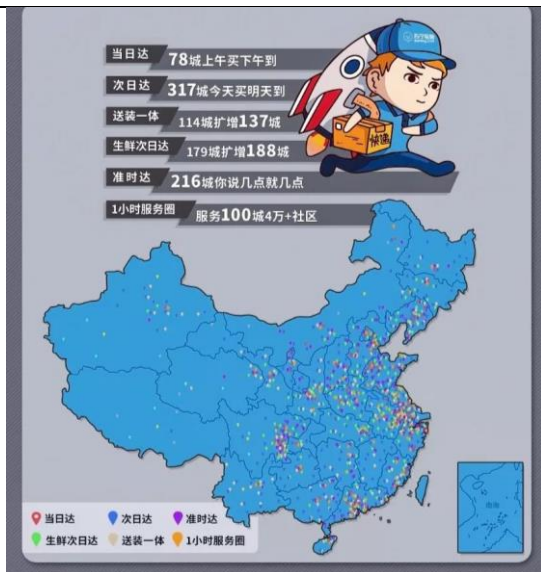 当日达 78城上午买下午到
次日达 317城今天买明天到
送装一体 114城扩增137城
生鲜次日达 179城扩增188城
准时达 216城你说几点就几点
1小时服务圈 服务100城4万+社区
快递
南海
当日达 次日达 准时达
生鲜次日达 送装一体 1小时服务圈